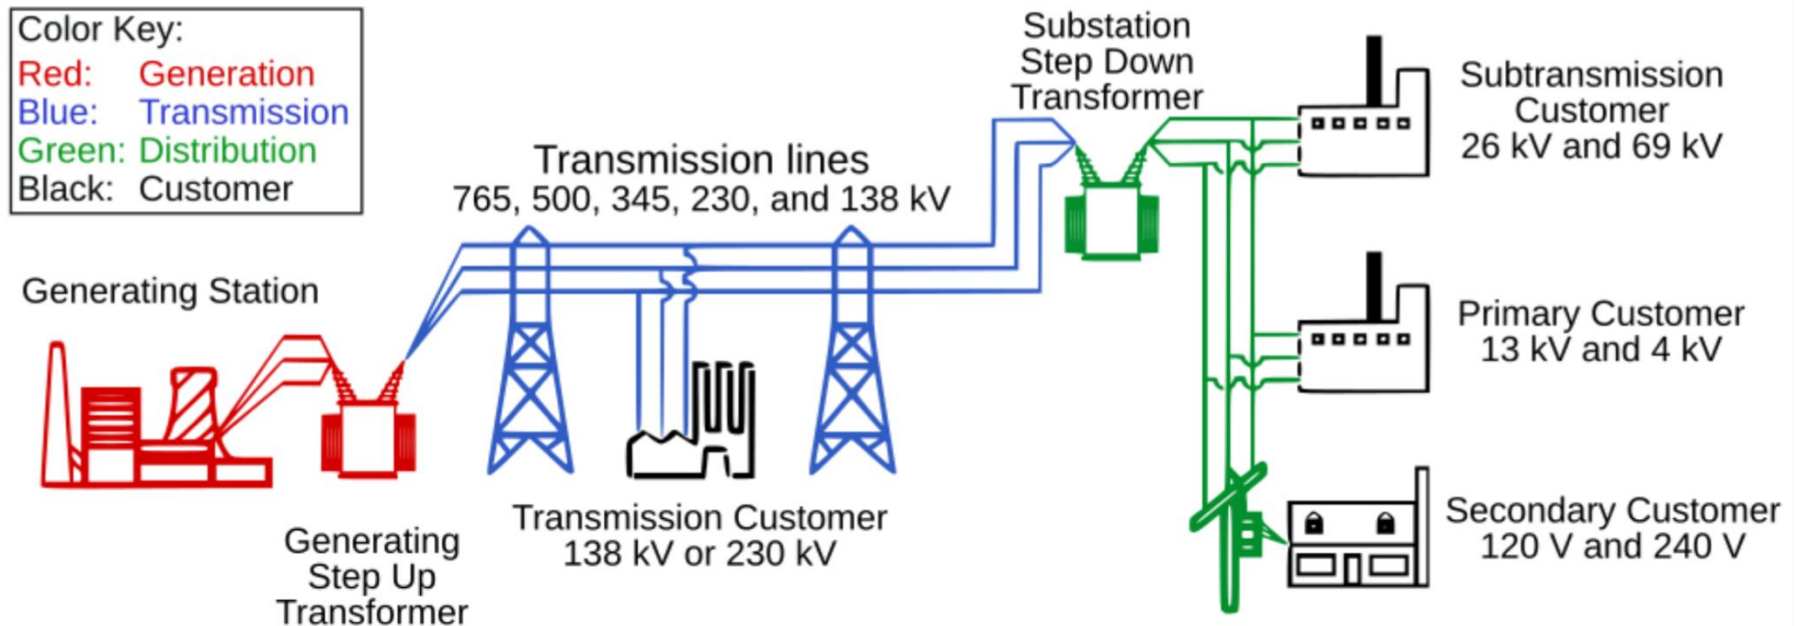 Color Key:
Red: Generation
Blue: Transmission
Green: Distribution
Black: Customer
Generating Station
Generating
Step Up
Transformer
Transmission lines
765, 500, 345, 230, and 138 kV
Transmission Customer
138 kV or 230 kV
Substation
Step Down
Transformer
Subtransmission
Customer
26 kV and 69 kV
Primary Customer
13 kV and 4 kV
Secondary Customer
120 V and 240 V